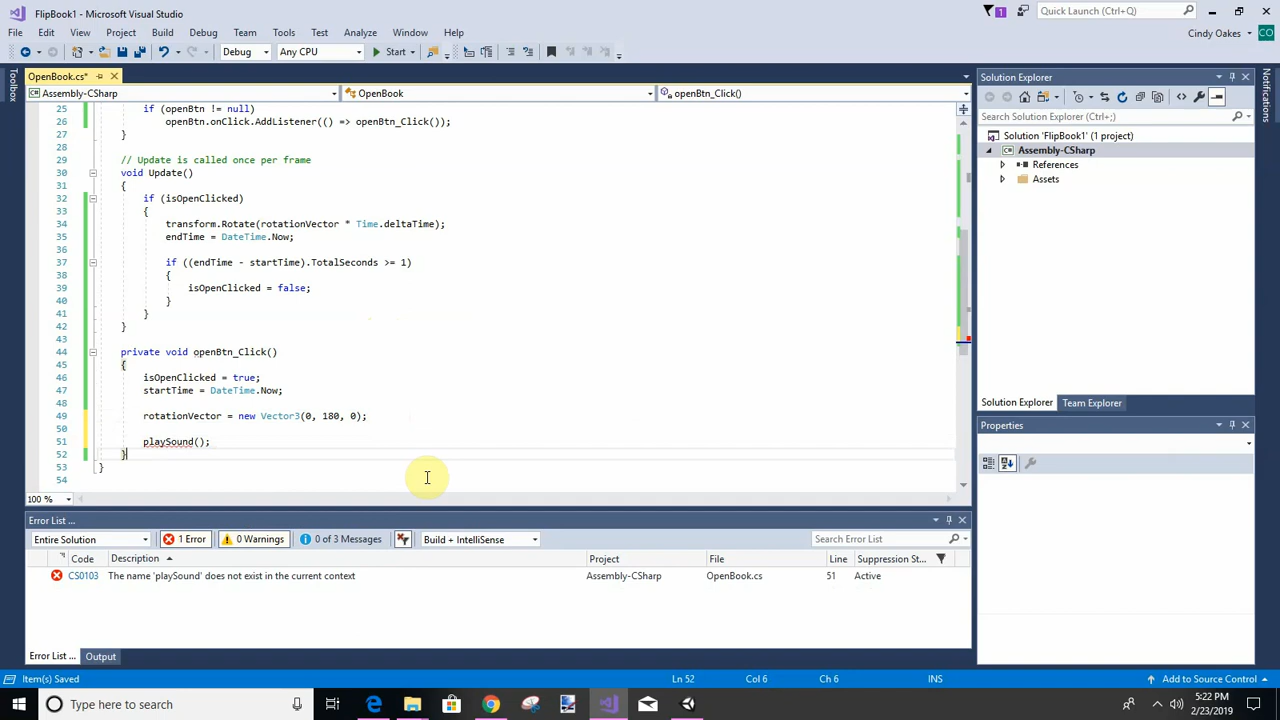 FlipBook1 - Microsoft Visual Studio
1
Quick Launch (Ctrl+Q)
File Edit View Project Build Debug Team Tools Test Analyze Window Help
Cindy Oakes
CO
Debug
Any CPU
Start
Toolbox
OpenBook.cs*
Assembly-CSharp
OpenBook
openBtn_Click()
25 if (openBtn != null)
26 openBtn.onClick.AddListener(() => openBtn_Click());
27 }
28
29 // Update is called once per frame
30 void Update()
31 {
32 if (isOpenClicked)
33 {
34 transform.Rotate(rotationVector * Time.deltaTime);
35 endTime = DateTime.Now;
36
37 if ((endTime - startTime).TotalSeconds >= 1)
38 {
39 isOpenClicked = false;
40 }
41 }
42 }
43
44 private void openBtn_Click()
45 {
46 isOpenClicked = true;
47 startTime = DateTime.Now;
48
49 rotationVector = new Vector3(0, 180, 0);
50
51 playSound();
52 }
53 }
54
100 %
Solution Explorer
Search Solution Explorer (Ctrl+;)
Solution 'FlipBook1' (1 project)
Assembly-CSharp
References
Assets
Solution Explorer Team Explorer
Properties
Notifications
Error List ...
Entire Solution
1 Error
0 Warnings
0 of 3 Messages
Build + IntelliSense
Search Error List
Code Description Project File Line Suppression St...
CS0103 The name 'playSound' does not exist in the current context Assembly-CSharp OpenBook.cs 51 Active
Error List ... Output
Item(s) Saved Ln 52 Col 6 Ch 6 INS Add to Source Control
Type here to search
5:22 PM
2/23/2019